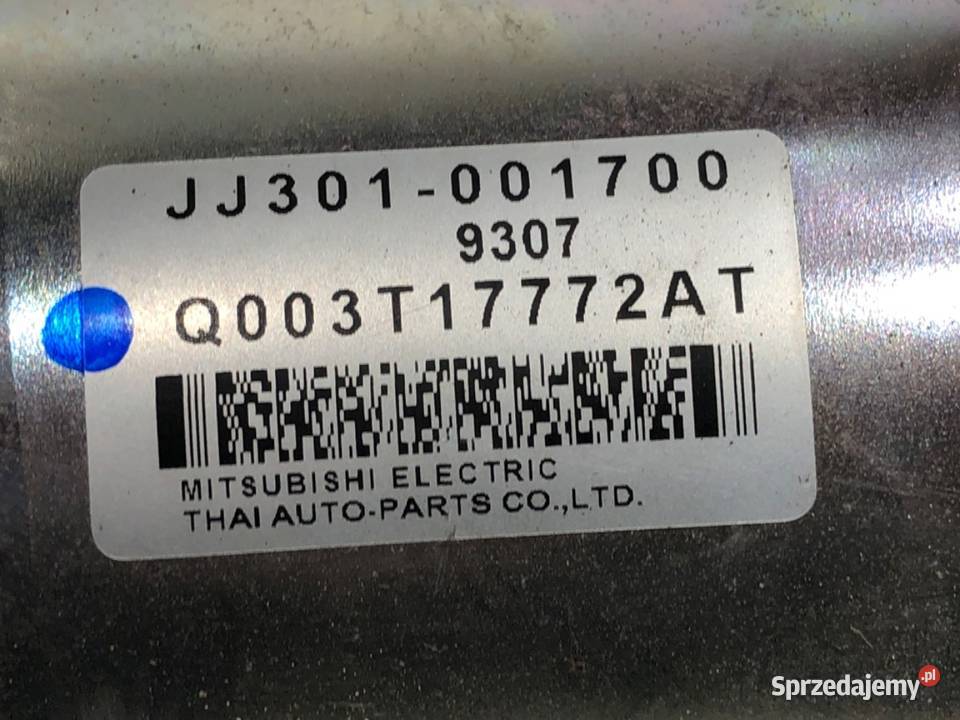 JJ301-001700
9307
Q003T17772AT
MITSUBISHI ELECTRIC
THAI AUTO-PARTS CO.,LTD.
Sprzedajemy.pl